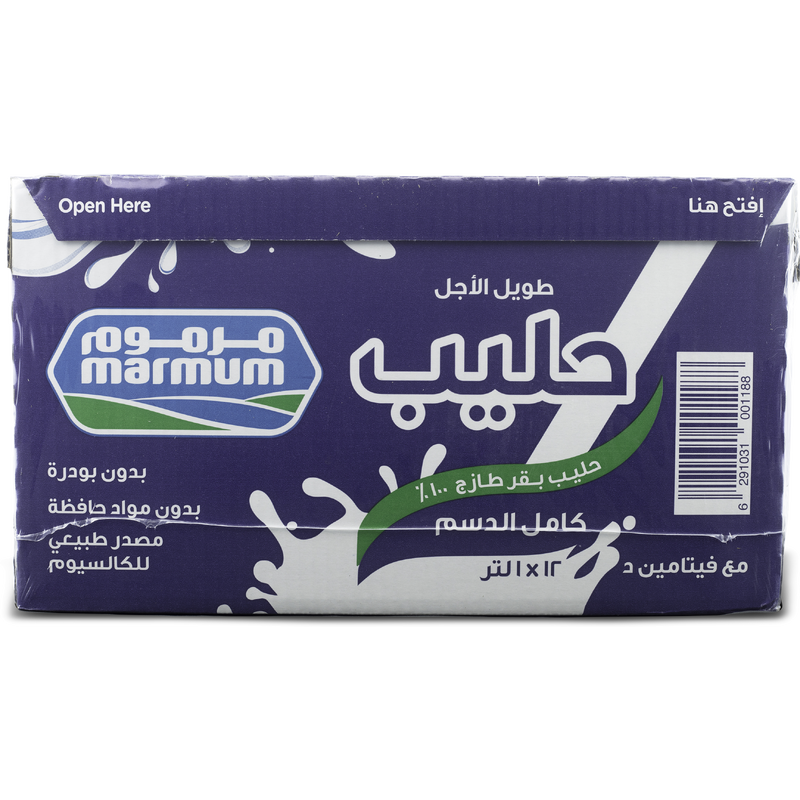 Open Here
إفتح هنا
طويل الأجل
مرموم
marmum
حليب
حليب بقر طازج ١٠٠٪
كامل الدسم
١٢ x ١ لتر
مع فيتامين د
بدون بودرة
بدون مواد حافظة
مصدر طبيعي
للكالسيوم
6 291031 001188